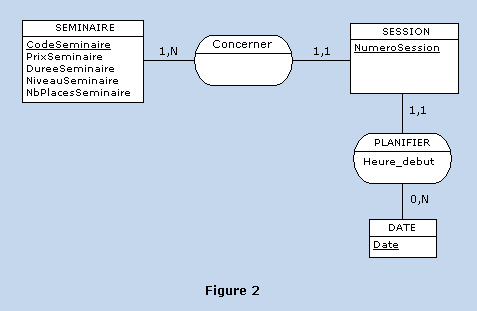 SEMINAIRE
CodeSeminaire
PrixSeminaire
DureeSeminaire
NiveauSeminaire
NbPlacesSeminaire
1,N
Concerner
1,1
SESSION
NumeroSession
1,1
PLANIFIER
Heure_debut
0,N
DATE
Date
Figure 2